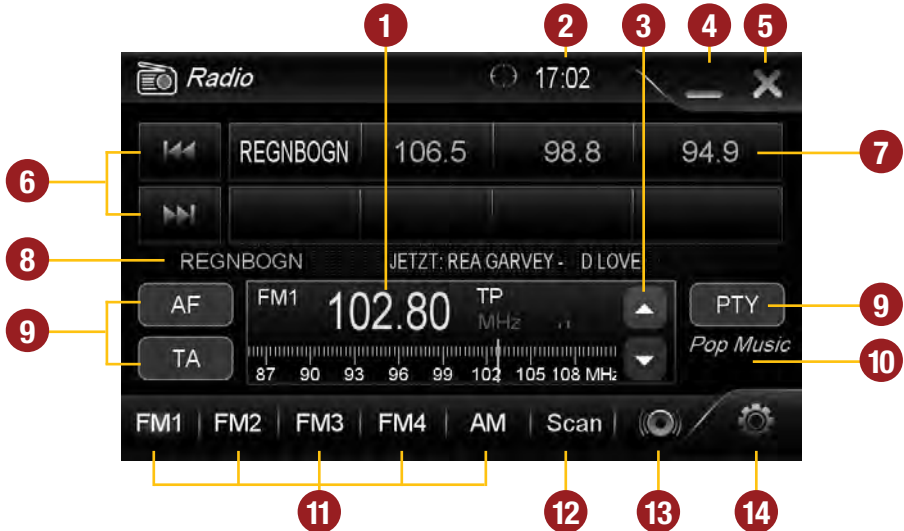 1 2 3 4 5
Radio 17:02
REGNBOGN 106.5 98.8 94.9 7
6
8 REGNBOGN JETZT: REA GARVEY - D LOVE
AF FM1 102.80 TP MHz PTY 9
9
TA Pop Music 10
87 90 93 96 99 102 105 108 MHz
FM1 FM2 FM3 FM4 AM Scan
11 12 13 14